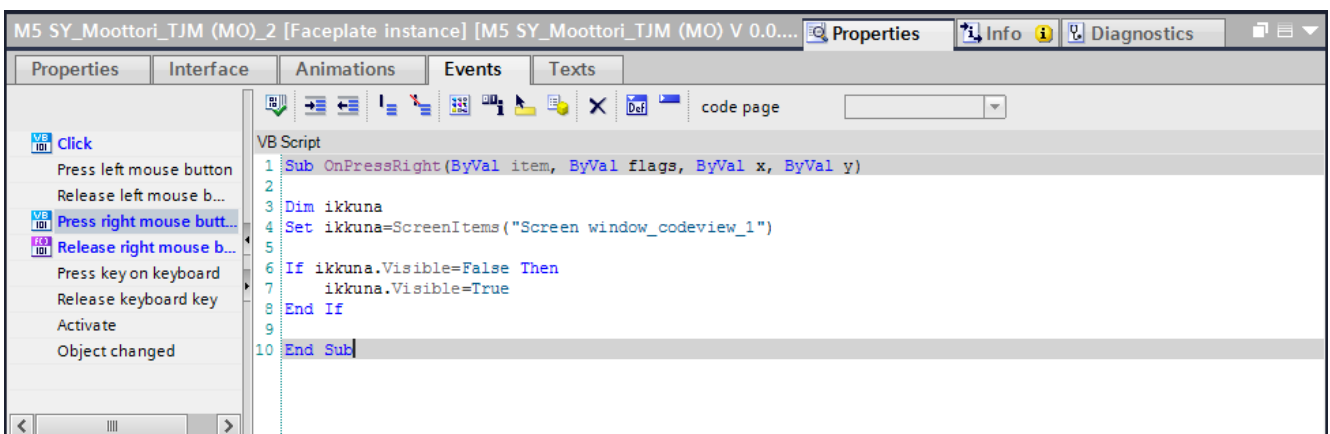 M5 SY_Moottori_TJM (MO)_2 [Faceplate instance] [M5 SY_Moottori_TJM (MO) V 0.0.... Properties Info Diagnostics
Properties Interface Animations Events Texts
code page
Click
Press left mouse button
Release left mouse b...
Press right mouse butt...
Release right mouse b...
Press key on keyboard
Release keyboard key
Activate
Object changed
VB Script
1 Sub OnPressRight(ByVal item, ByVal flags, ByVal x, ByVal y)
2
3 Dim ikkuna
4 Set ikkuna=ScreenItems("Screen window_codeview_1")
5
6 If ikkuna.Visible=False Then
7 ikkuna.Visible=True
8 End If
9
10 End Sub